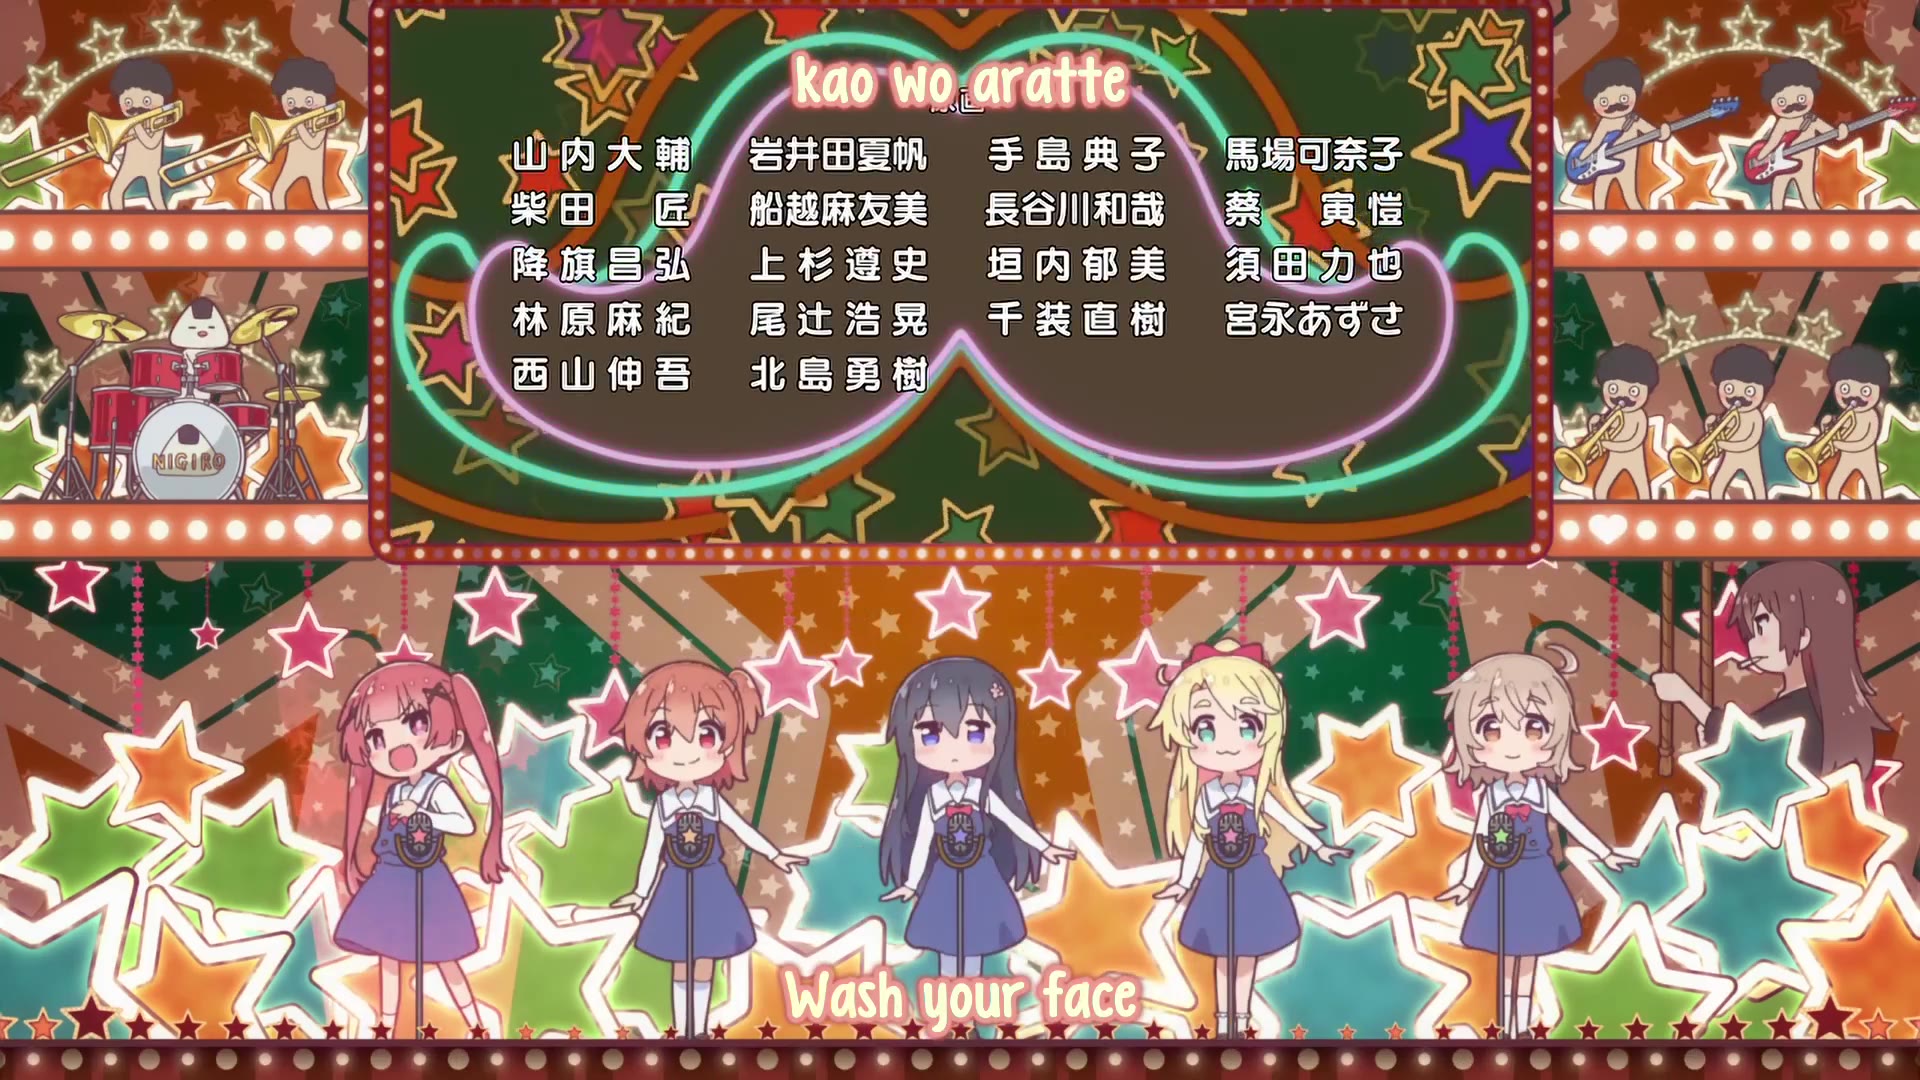 kao wo aratte
原画
山内大輔 岩井田夏帆 手島典子 馬場可奈子
柴田 匠 船越麻友美 長谷川和哉 蔡 寅愷
降旗昌弘 上杉遵史 垣内郁美 須田力也
林原麻紀 尾辻浩晃 千装直樹 宮永あずさ
西山伸吾 北島勇樹
NIGIRO
Wash your face